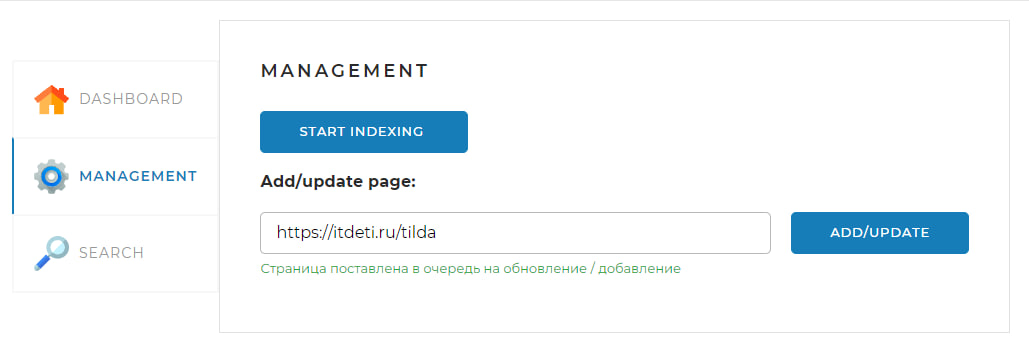 DASHBOARD
MANAGEMENT
SEARCH
MANAGEMENT
START INDEXING
Add/update page:
https://itdeti.ru/tilda
ADD/UPDATE
Страница поставлена в очередь на обновление / добавление